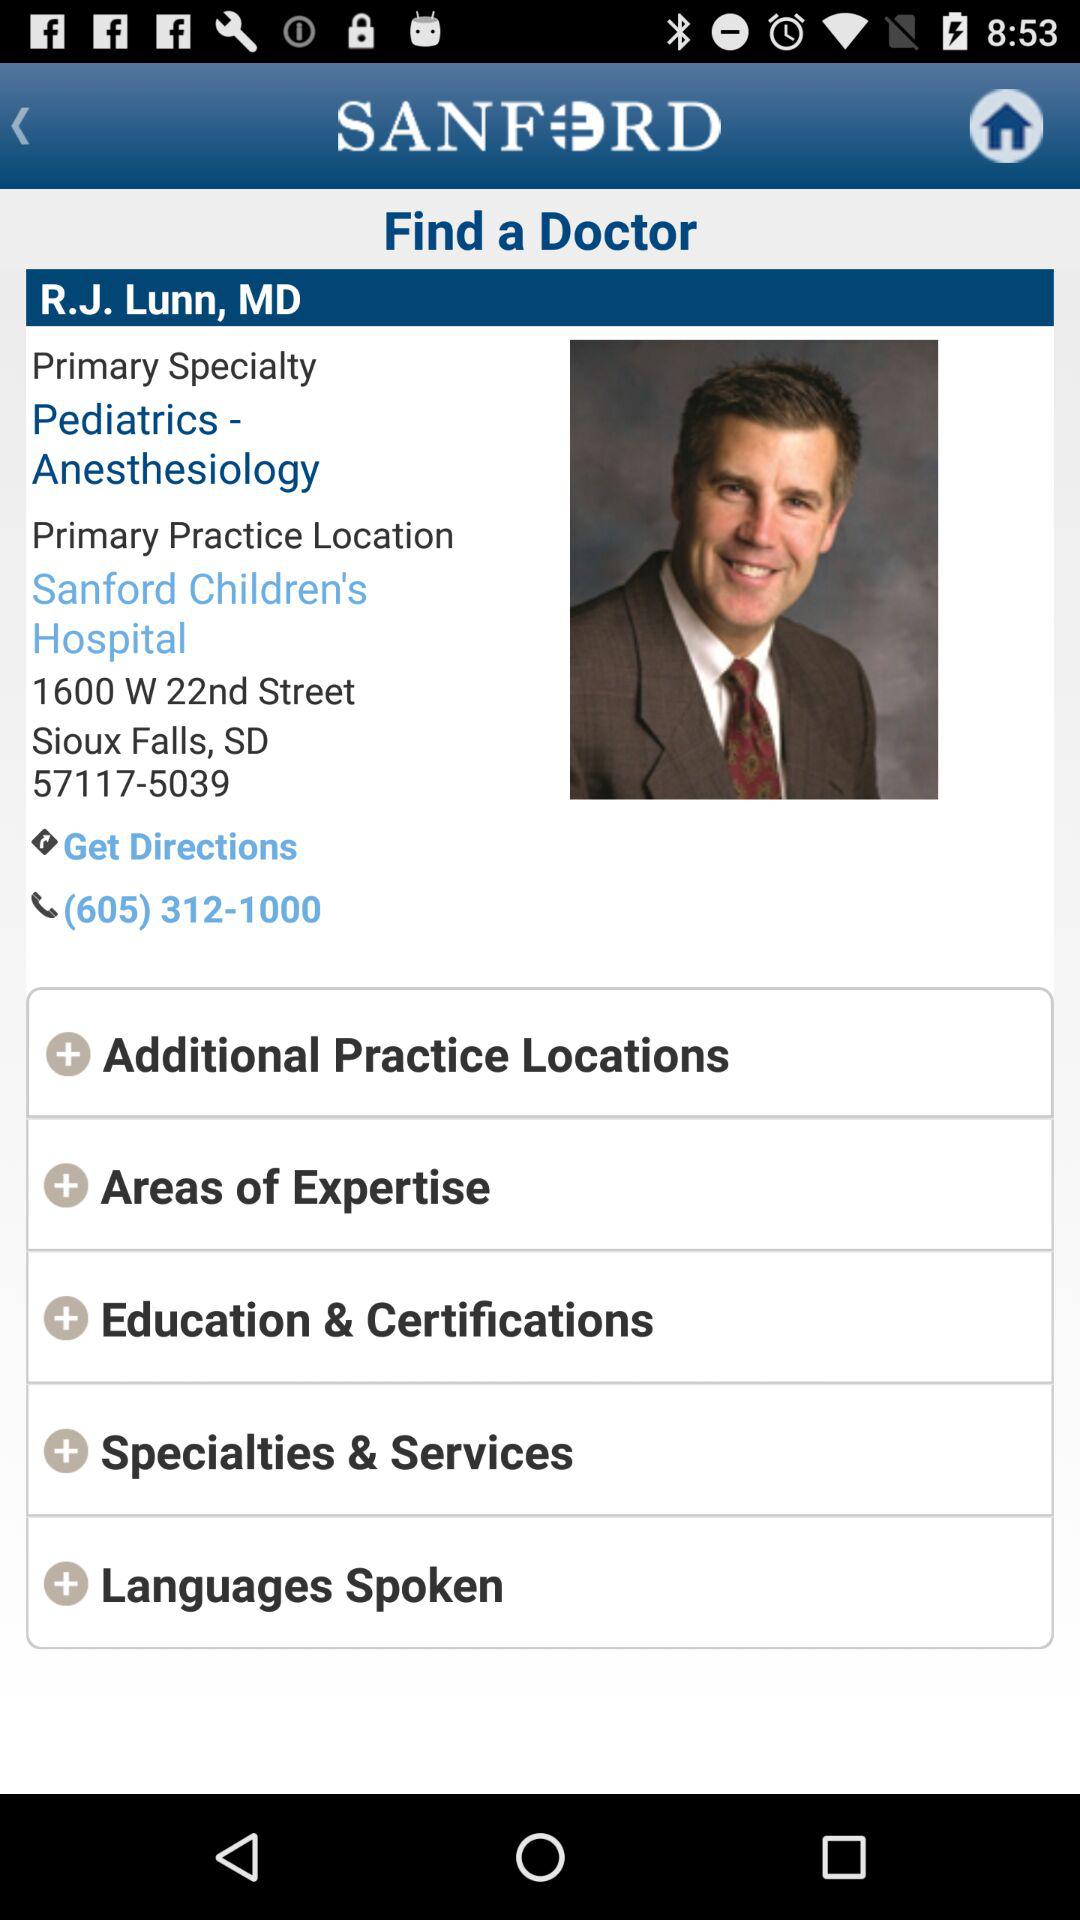 8:53
SANFORD
Find a Doctor
R.J. Lunn, MD
Primary Specialty
Pediatrics -
Anesthesiology
Primary Practice Location
Sanford Children's
Hospital
1600 W 22nd Street
Sioux Falls, SD
57117-5039
Get Directions
(605) 312-1000
Additional Practice Locations
Areas of Expertise
Education & Certifications
Specialties & Services
Languages Spoken